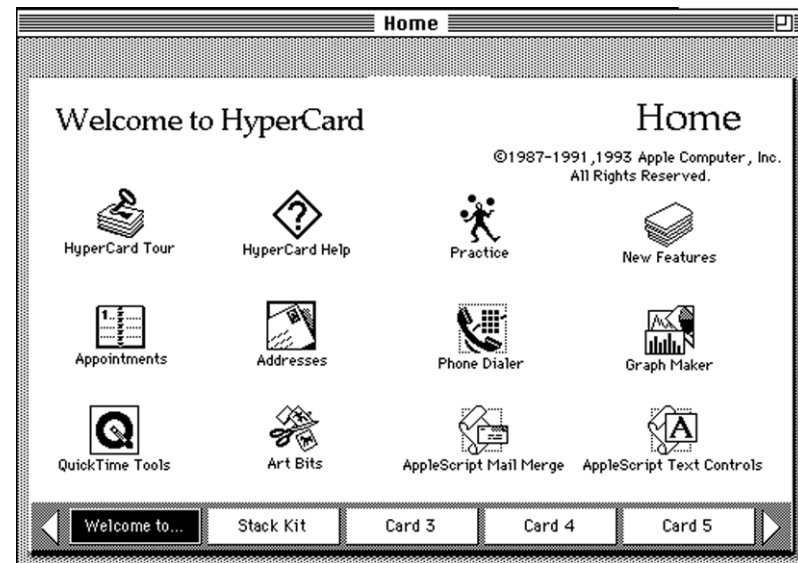 Home
Welcome to HyperCard
Home
©1987-1991,1993 Apple Computer, Inc.
All Rights Reserved.
HyperCard Tour
HyperCard Help
Practice
New Features
1..
Appointments
Addresses
Phone Dialer
Graph Maker
QuickTime Tools
Art Bits
A
AppleScript Mail Merge
AppleScript Text Controls
Welcome to...
Stack Kit
Card 3
Card 4
Card 5